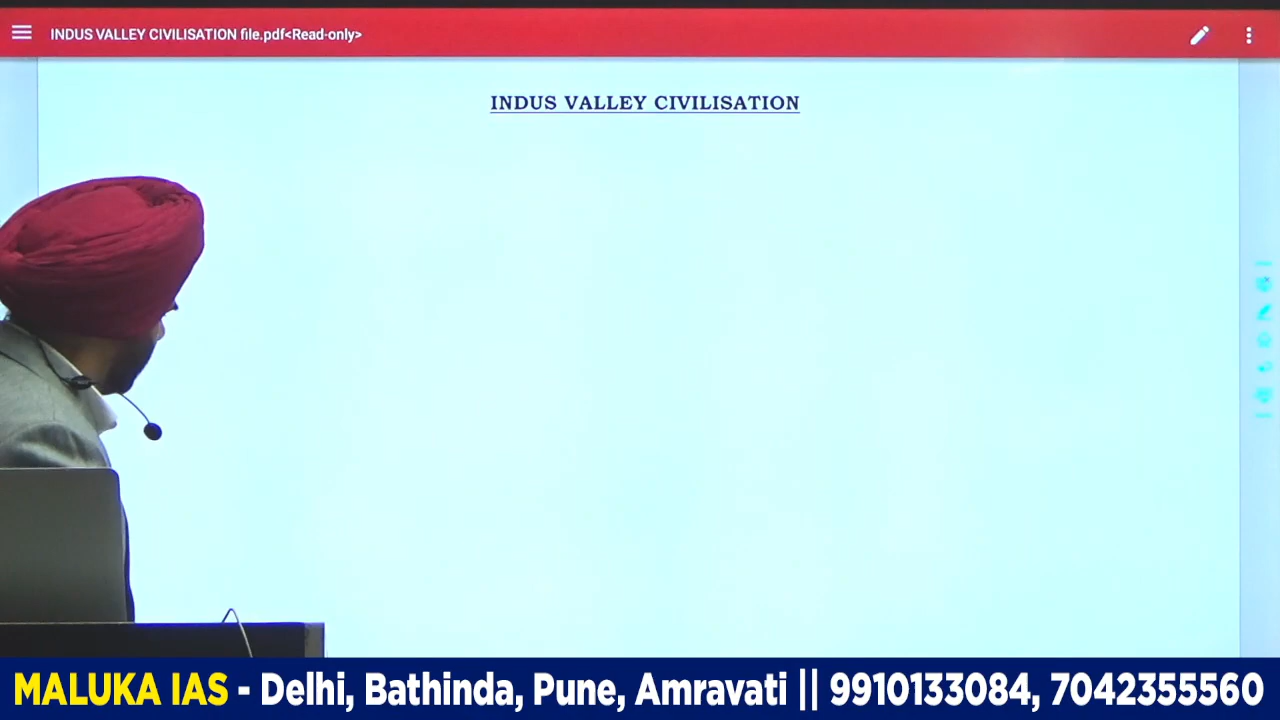 INDUS VALLEY CIVILISATION file.pdf<Read-only>
INDUS VALLEY CIVILISATION
MALUKA IAS - Delhi, Bathinda, Pune, Amravati || 9910133084, 7042355560